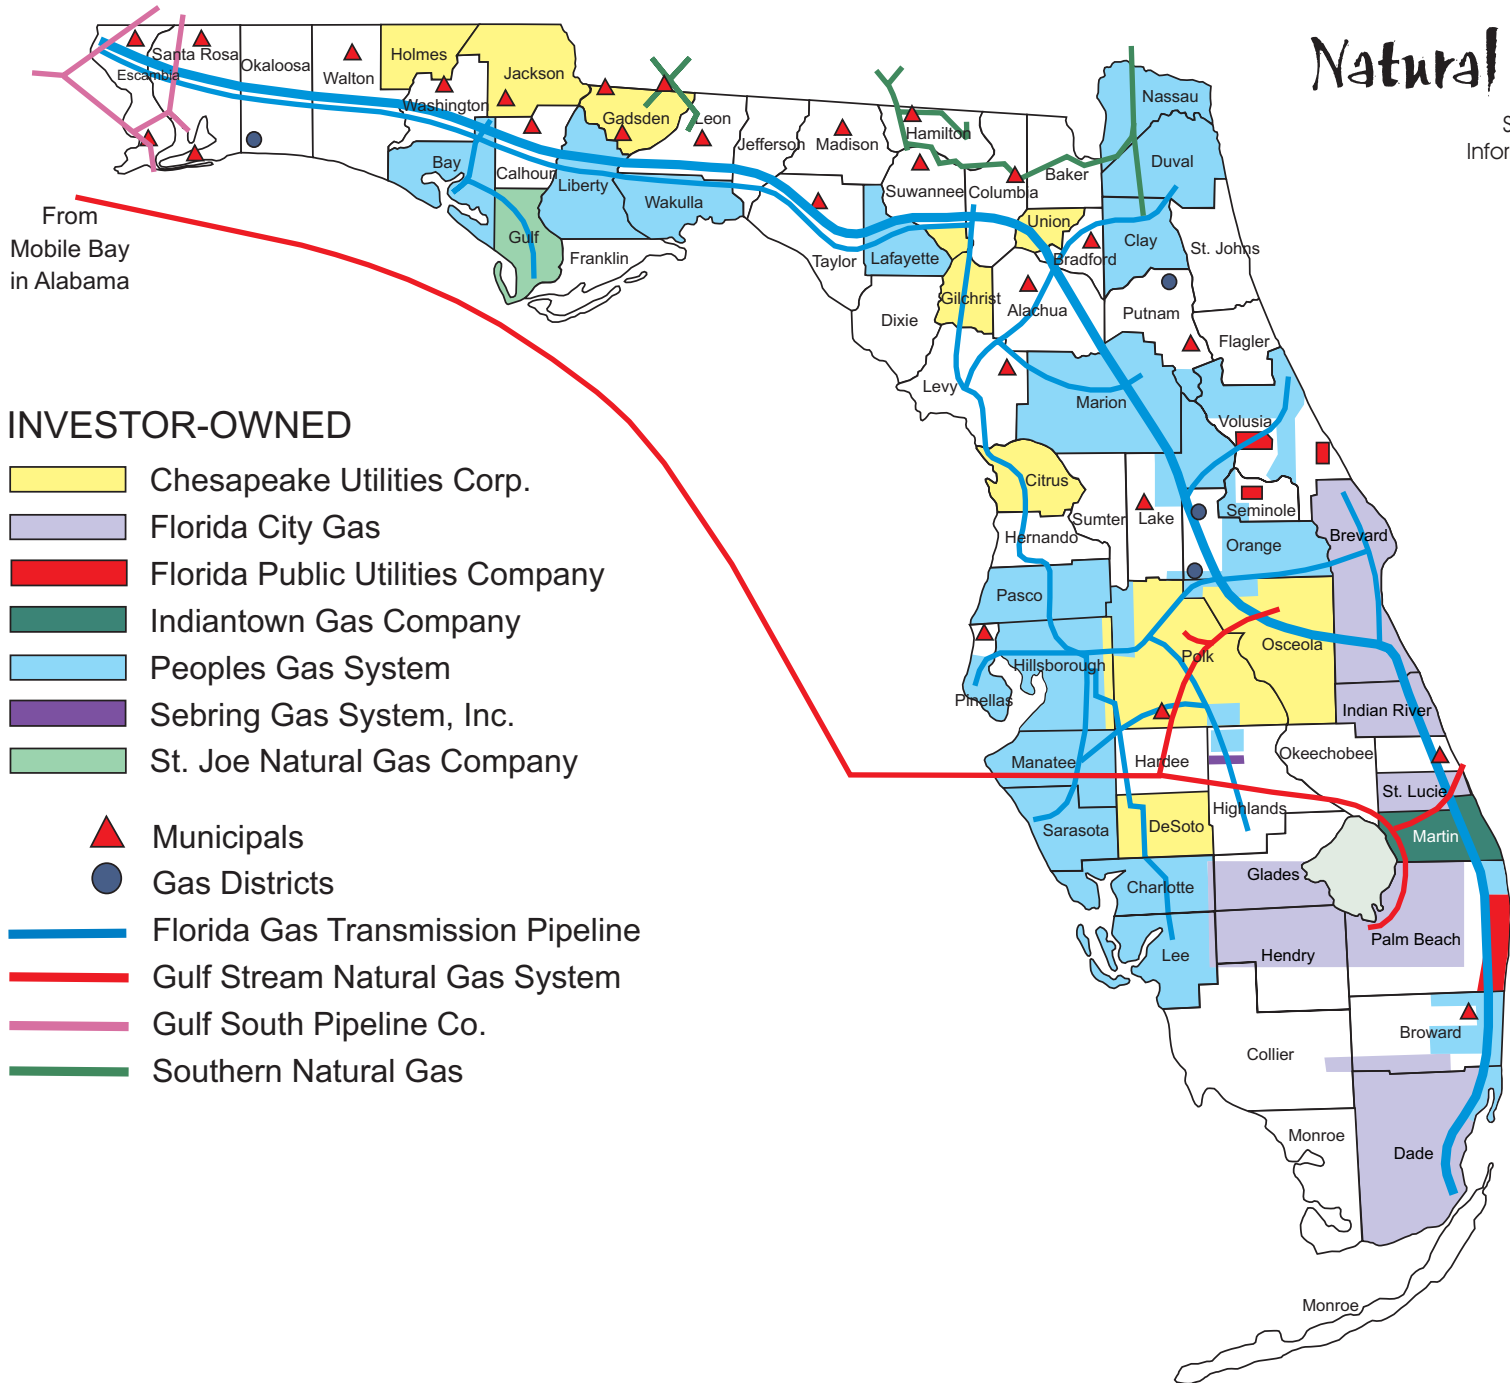 Natural
S
Infor
Holmes
Santa Rosa
Okaloosa
Escambia
Walton
Jackson
Washington
Nassau
Gadsden
Leon
Hamilton
Jefferson
Madison
Duval
Bay
Calhoun
Liberty
Baker
Suwannee
Columbia
Wakulla
From
Mobile Bay
in Alabama
Gulf
Union
Clay
St. Johns
Franklin
Taylor
Lafayette
Bradford
Gilchrist
Alachua
Putnam
Dixie
Flagler
Levy
Marion
Volusia
INVESTOR-OWNED
Chesapeake Utilities Corp.
Florida City Gas
Florida Public Utilities Company
Indiantown Gas Company
Peoples Gas System
Sebring Gas System, Inc.
St. Joe Natural Gas Company
Municipals
Gas Districts
Florida Gas Transmission Pipeline
Gulf Stream Natural Gas System
Gulf South Pipeline Co.
Southern Natural Gas
Citrus
Sumter
Lake
Seminole
Hernando
Orange
Brevard
Pasco
Osceola
Polk
Hillsborough
Pinellas
Indian River
Okeechobee
Manatee
Hardee
St. Lucie
Highlands
Sarasota
DeSoto
Martin
Glades
Charlotte
Palm Beach
Lee
Hendry
Broward
Collier
Monroe
Dade
Monroe